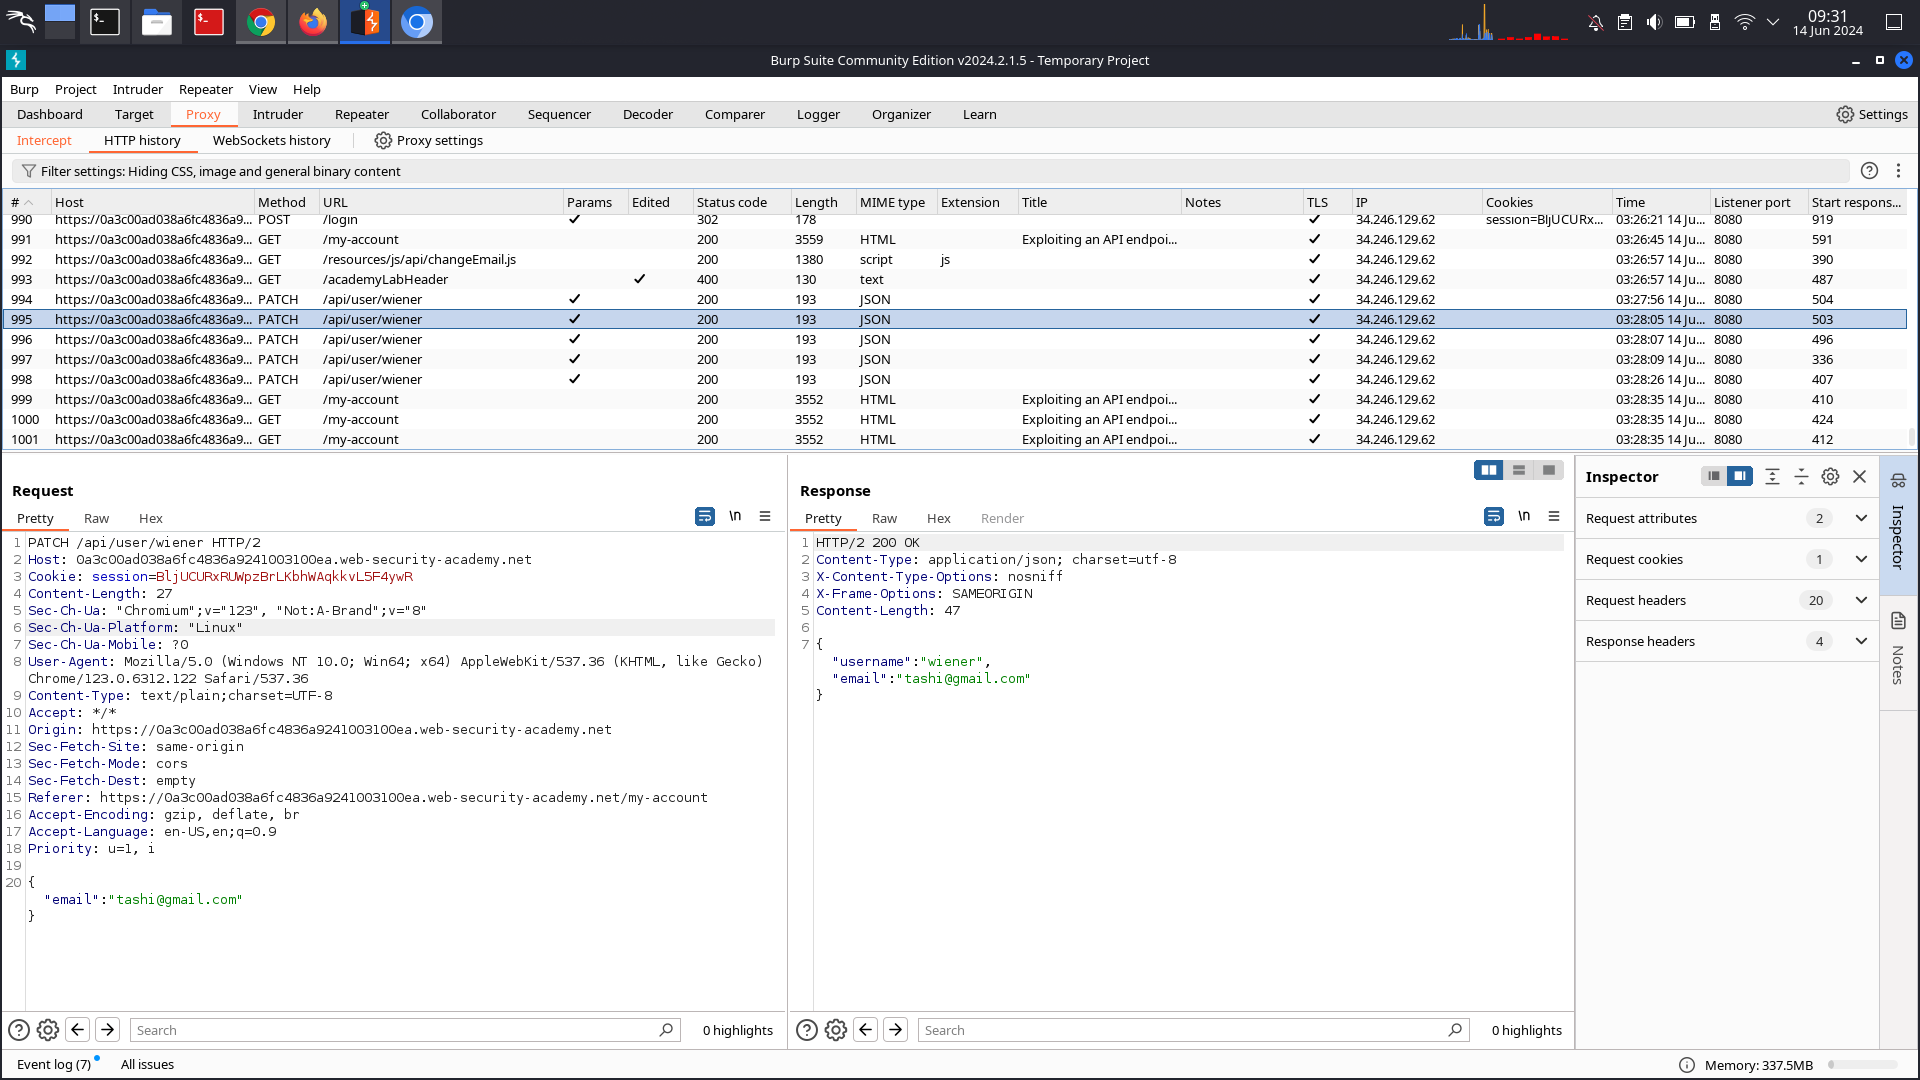 09:31
14 Jun 2024
Burp Suite Community Edition v2024.2.1.5 - Temporary Project
Burp Project Intruder Repeater View Help
Dashboard Target Proxy Intruder Repeater Collaborator Sequencer Decoder Comparer Logger Organizer Learn Settings
Intercept HTTP history WebSockets history Proxy settings
Filter settings: Hiding CSS, image and general binary content
# Host Method URL Params Edited Status code Length MIME type Extension Title Notes TLS IP Cookies Time Listener port Start respons...
990 https://0a3c00ad038a6fc4836a9... POST /login ✓ 302 178 ✓ 34.246.129.62 session=BljUCURx... 03:26:21 14 Ju... 8080 919
991 https://0a3c00ad038a6fc4836a9... GET /my-account 200 3559 HTML Exploiting an API endpoi... ✓ 34.246.129.62 03:26:45 14 Ju... 8080 591
992 https://0a3c00ad038a6fc4836a9... GET /resources/js/api/changeEmail.js 200 1380 script js ✓ 34.246.129.62 03:26:57 14 Ju... 8080 390
993 https://0a3c00ad038a6fc4836a9... GET /academyLabHeader ✓ 400 130 text ✓ 34.246.129.62 03:26:57 14 Ju... 8080 487
994 https://0a3c00ad038a6fc4836a9... PATCH /api/user/wiener ✓ 200 193 JSON ✓ 34.246.129.62 03:27:56 14 Ju... 8080 504
995 https://0a3c00ad038a6fc4836a9... PATCH /api/user/wiener ✓ 200 193 JSON ✓ 34.246.129.62 03:28:05 14 Ju... 8080 503
996 https://0a3c00ad038a6fc4836a9... PATCH /api/user/wiener ✓ 200 193 JSON ✓ 34.246.129.62 03:28:07 14 Ju... 8080 496
997 https://0a3c00ad038a6fc4836a9... PATCH /api/user/wiener ✓ 200 193 JSON ✓ 34.246.129.62 03:28:09 14 Ju... 8080 336
998 https://0a3c00ad038a6fc4836a9... PATCH /api/user/wiener ✓ 200 193 JSON ✓ 34.246.129.62 03:28:26 14 Ju... 8080 407
999 https://0a3c00ad038a6fc4836a9... GET /my-account 200 3552 HTML Exploiting an API endpoi... ✓ 34.246.129.62 03:28:35 14 Ju... 8080 410
1000 https://0a3c00ad038a6fc4836a9... GET /my-account 200 3552 HTML Exploiting an API endpoi... ✓ 34.246.129.62 03:28:35 14 Ju... 8080 424
1001 https://0a3c00ad038a6fc4836a9... GET /my-account 200 3552 HTML Exploiting an API endpoi... ✓ 34.246.129.62 03:28:35 14 Ju... 8080 412
Request
Pretty Raw Hex \n
1 PATCH /api/user/wiener HTTP/2
2 Host: 0a3c00ad038a6fc4836a9241003100ea.web-security-academy.net
3 Cookie: session=BljUCURxRUWpzBrLKbhWAqkkvL5F4ywR
4 Content-Length: 27
5 Sec-Ch-Ua: "Chromium";v="123", "Not:A-Brand";v="8"
6 Sec-Ch-Ua-Platform: "Linux"
7 Sec-Ch-Ua-Mobile: ?0
8 User-Agent: Mozilla/5.0 (Windows NT 10.0; Win64; x64) AppleWebKit/537.36 (KHTML, like Gecko)
Chrome/123.0.6312.122 Safari/537.36
9 Content-Type: text/plain;charset=UTF-8
10 Accept: */*
11 Origin: https://0a3c00ad038a6fc4836a9241003100ea.web-security-academy.net
12 Sec-Fetch-Site: same-origin
13 Sec-Fetch-Mode: cors
14 Sec-Fetch-Dest: empty
15 Referer: https://0a3c00ad038a6fc4836a9241003100ea.web-security-academy.net/my-account
16 Accept-Encoding: gzip, deflate, br
17 Accept-Language: en-US,en;q=0.9
18 Priority: u=1, i
19
20 {
"email":"tashi@gmail.com"
}
Search 0 highlights
Response
Pretty Raw Hex Render \n
1 HTTP/2 200 OK
2 Content-Type: application/json; charset=utf-8
3 X-Content-Type-Options: nosniff
4 X-Frame-Options: SAMEORIGIN
5 Content-Length: 47
6
7 {
"username":"wiener",
"email":"tashi@gmail.com"
}
Search 0 highlights
Inspector
Request attributes 2
Request cookies 1
Request headers 20
Response headers 4
Inspector
Notes
Event log (7) All issues Memory: 337.5MB